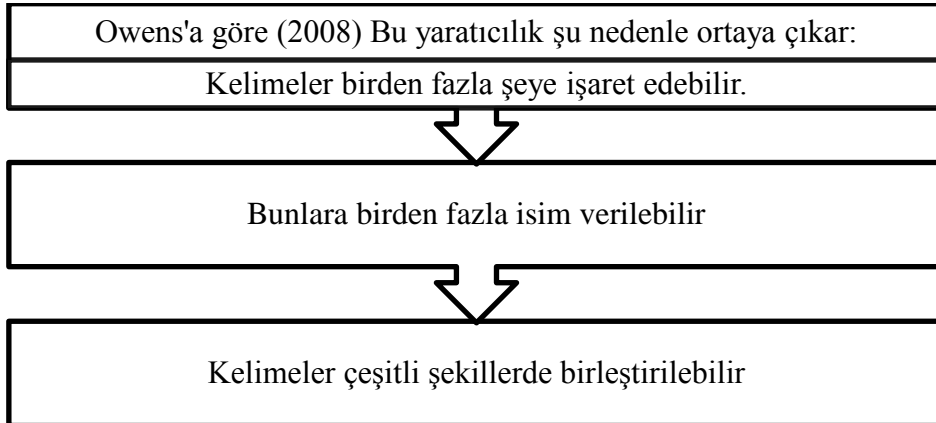 Owens'a göre (2008) Bu yaratıcılık şu nedenle ortaya çıkar:
Kelimeler birden fazla şeye işaret edebilir.
Bunlara birden fazla isim verilebilir
Kelimeler çeşitli şekillerde birleştirilebilir